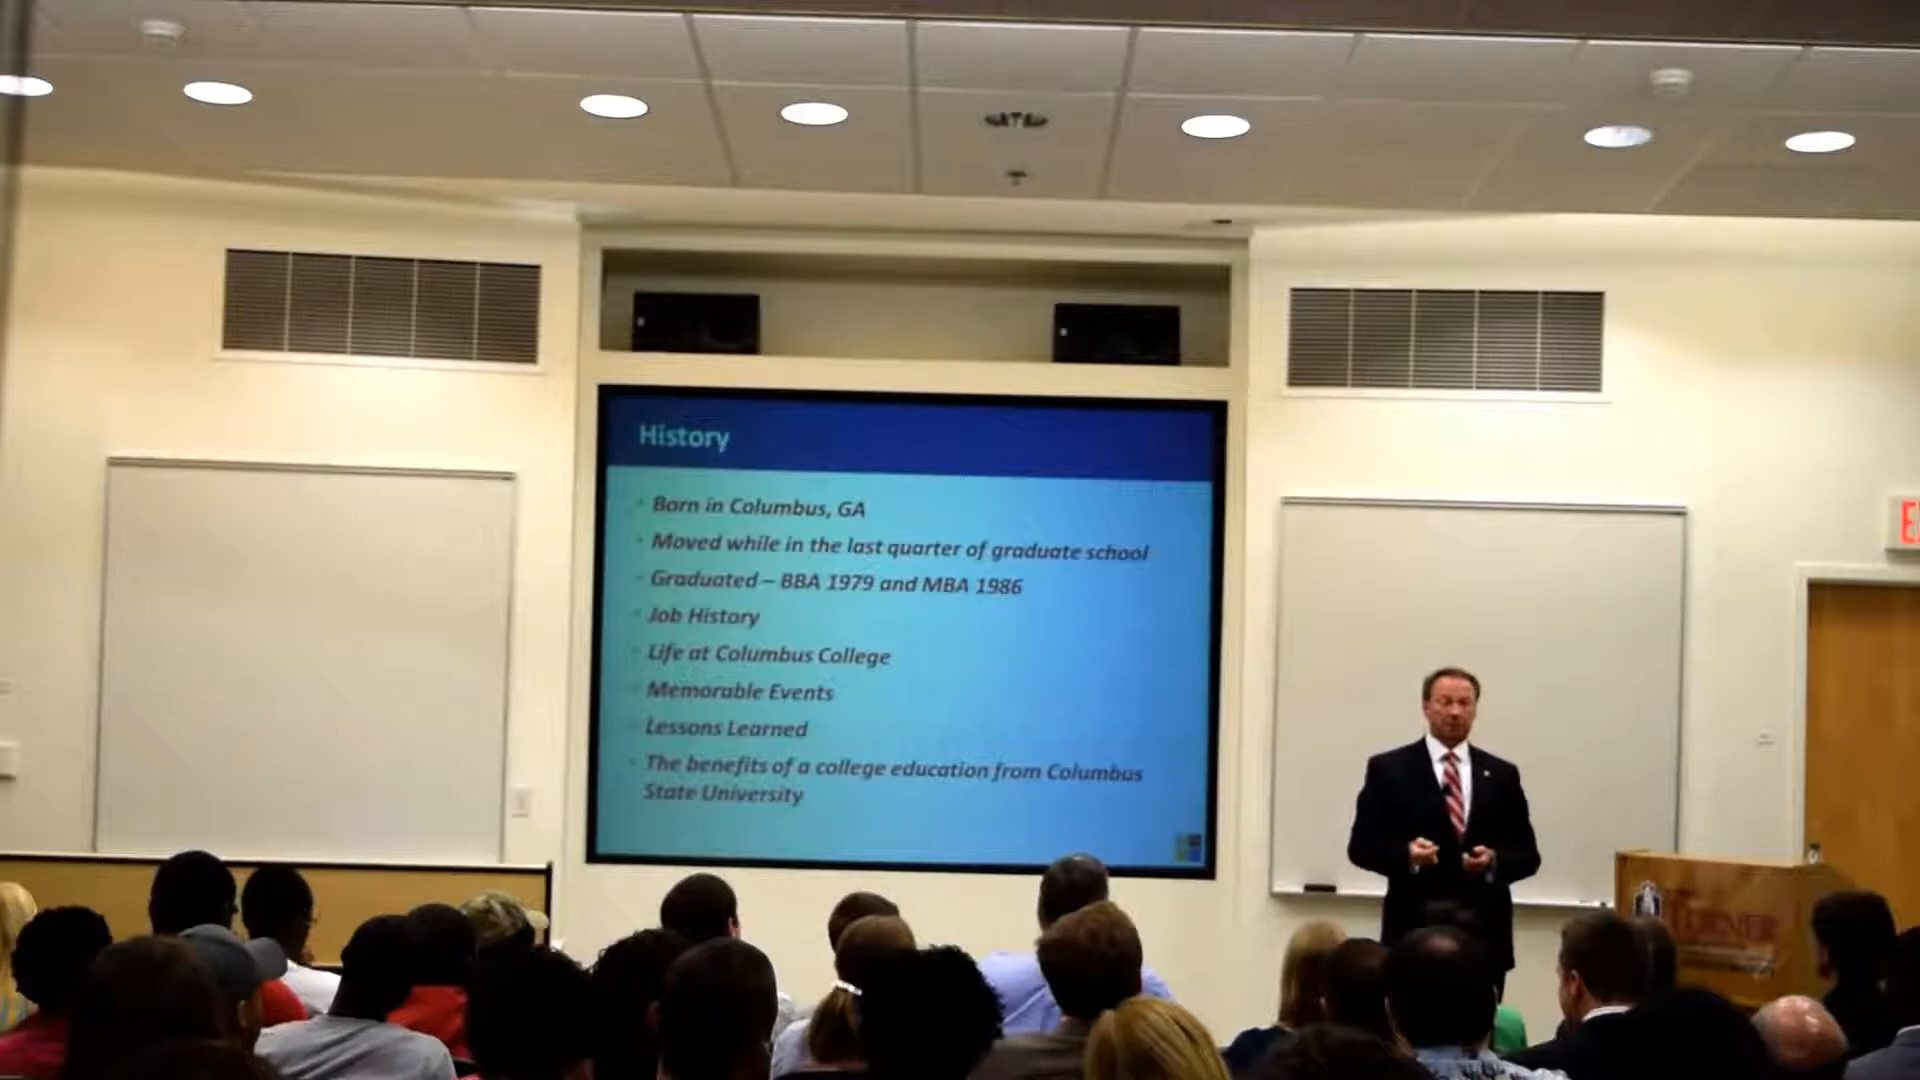 History
Born in Columbus, GA
Moved while in the last quarter of graduate school
Graduated – BBA 1979 and MBA 1986
Job History
Life at Columbus College
Memorable Events
Lessons Learned
The benefits of a college education from Columbus
State University
TURNER